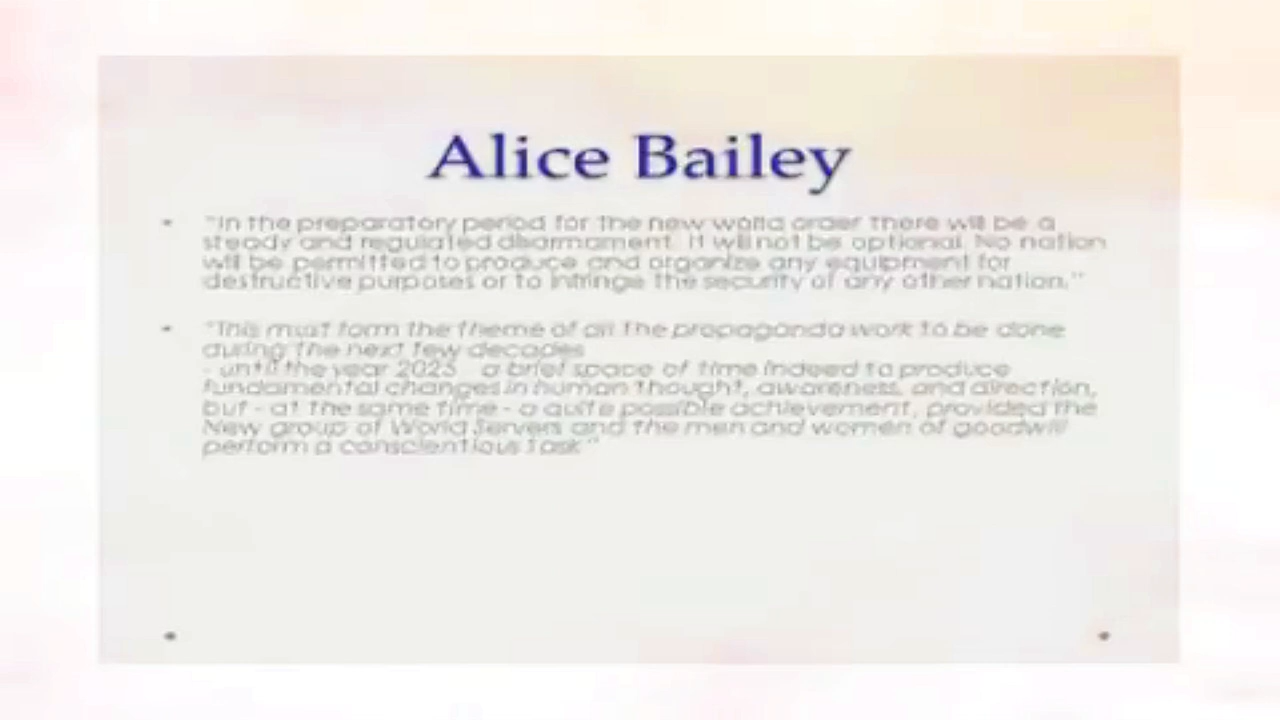 Alice Bailey
• "In the preparatory period for the new world order there will be a
steady and regulated disarmament. It will not be optional. No nation
will be permitted to produce and organize any equipment for
destructive purposes or to infringe the security of any other nation."
• "This must form the theme of all the propaganda work to be done
during the next few decades
- until the year 2025 a brief space of time indeed to produce
fundamental changes in human thought, awareness, and direction,
but - at the same time - a quite possible achievement, provided the
New group of World Servers and the men and women of goodwill
perform a conscientious task"